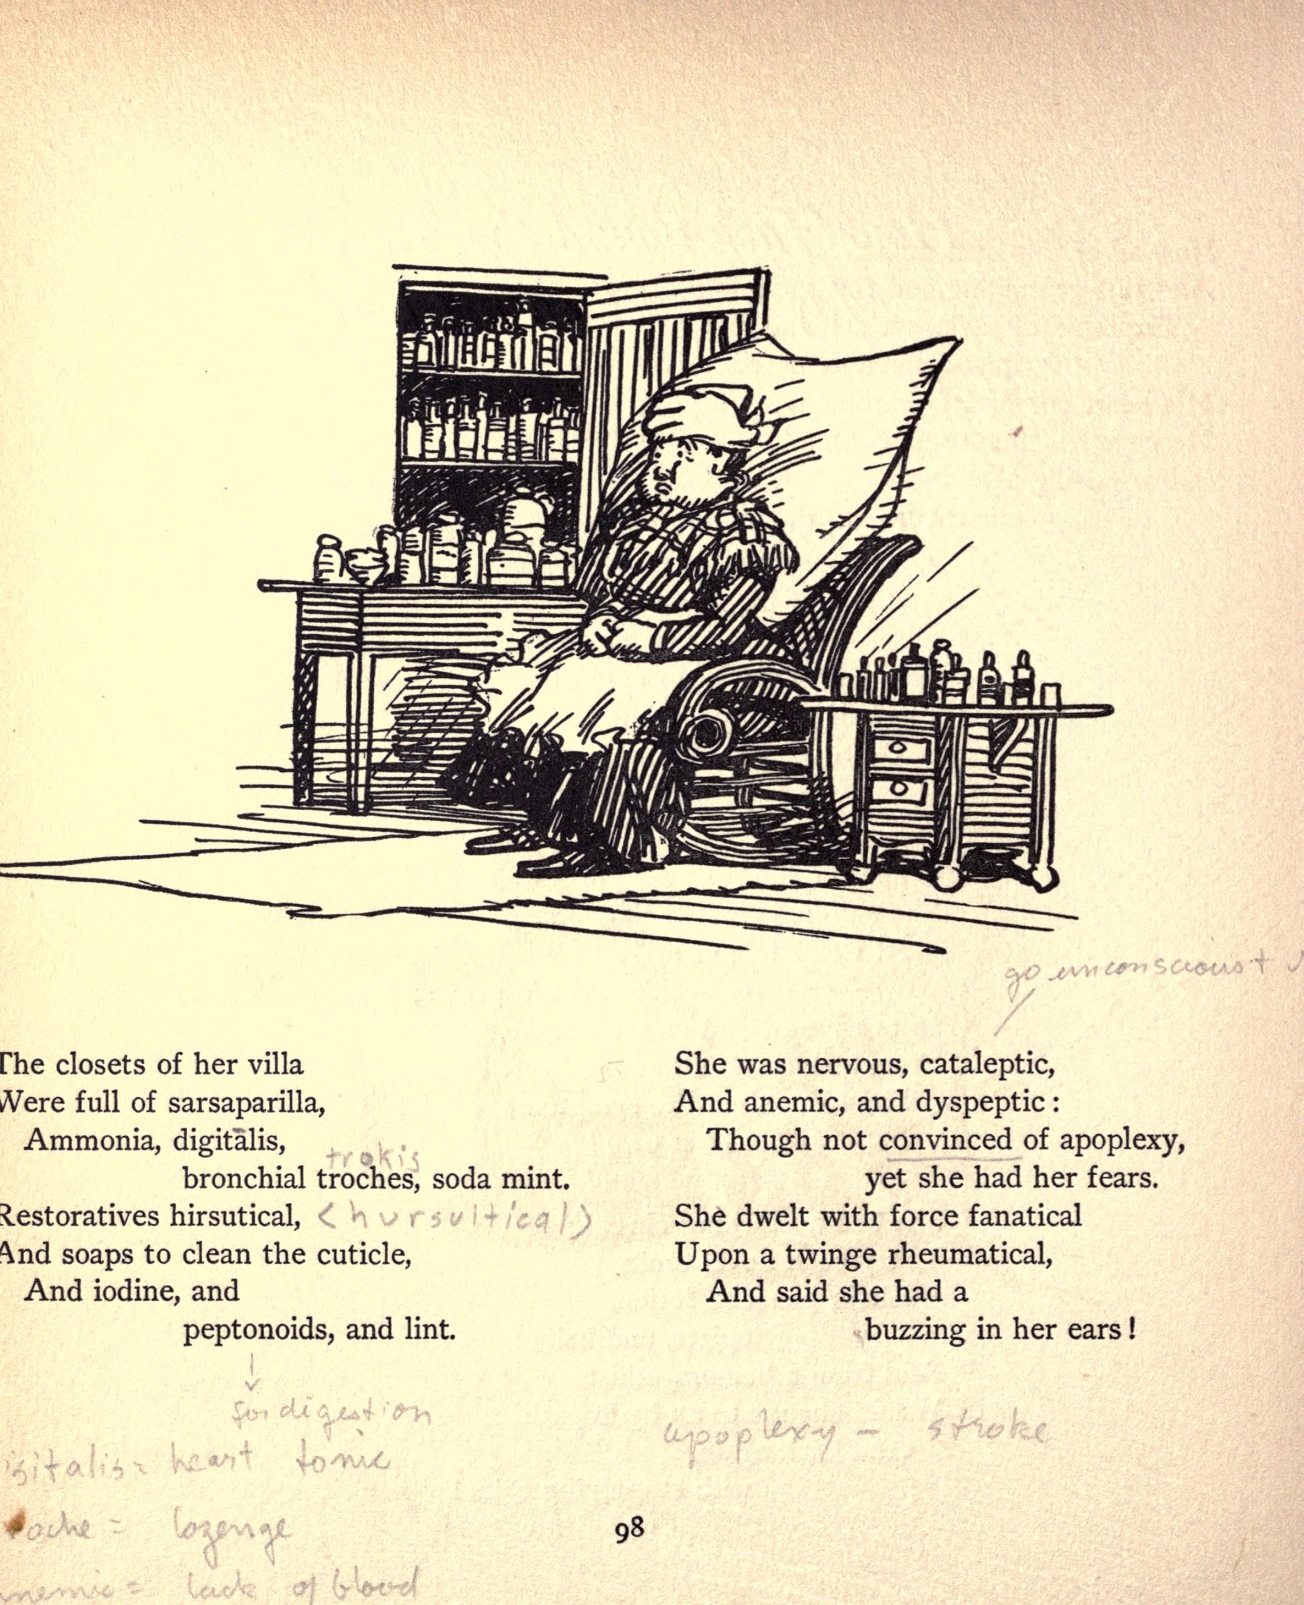 go unconscious +
The closets of her villa
Were full of sarsaparilla,
Ammonia, digitālis,
trokis
bronchial troches, soda mint.
Restoratives hirsutical, <hursultical>
And soaps to clean the cuticle,
And iodine, and
peptonoids, and lint.
She was nervous, cataleptic,
And anemic, and dyspeptic:
Though not convinced of apoplexy,
yet she had her fears.
She dwelt with force fanatical
Upon a twinge rheumatical,
And said she had a
buzzing in her ears!
↓
for digestion
gitalis = heart tonic
oche = lozenge
nemic = lack of blood
apoplexy – stroke
98